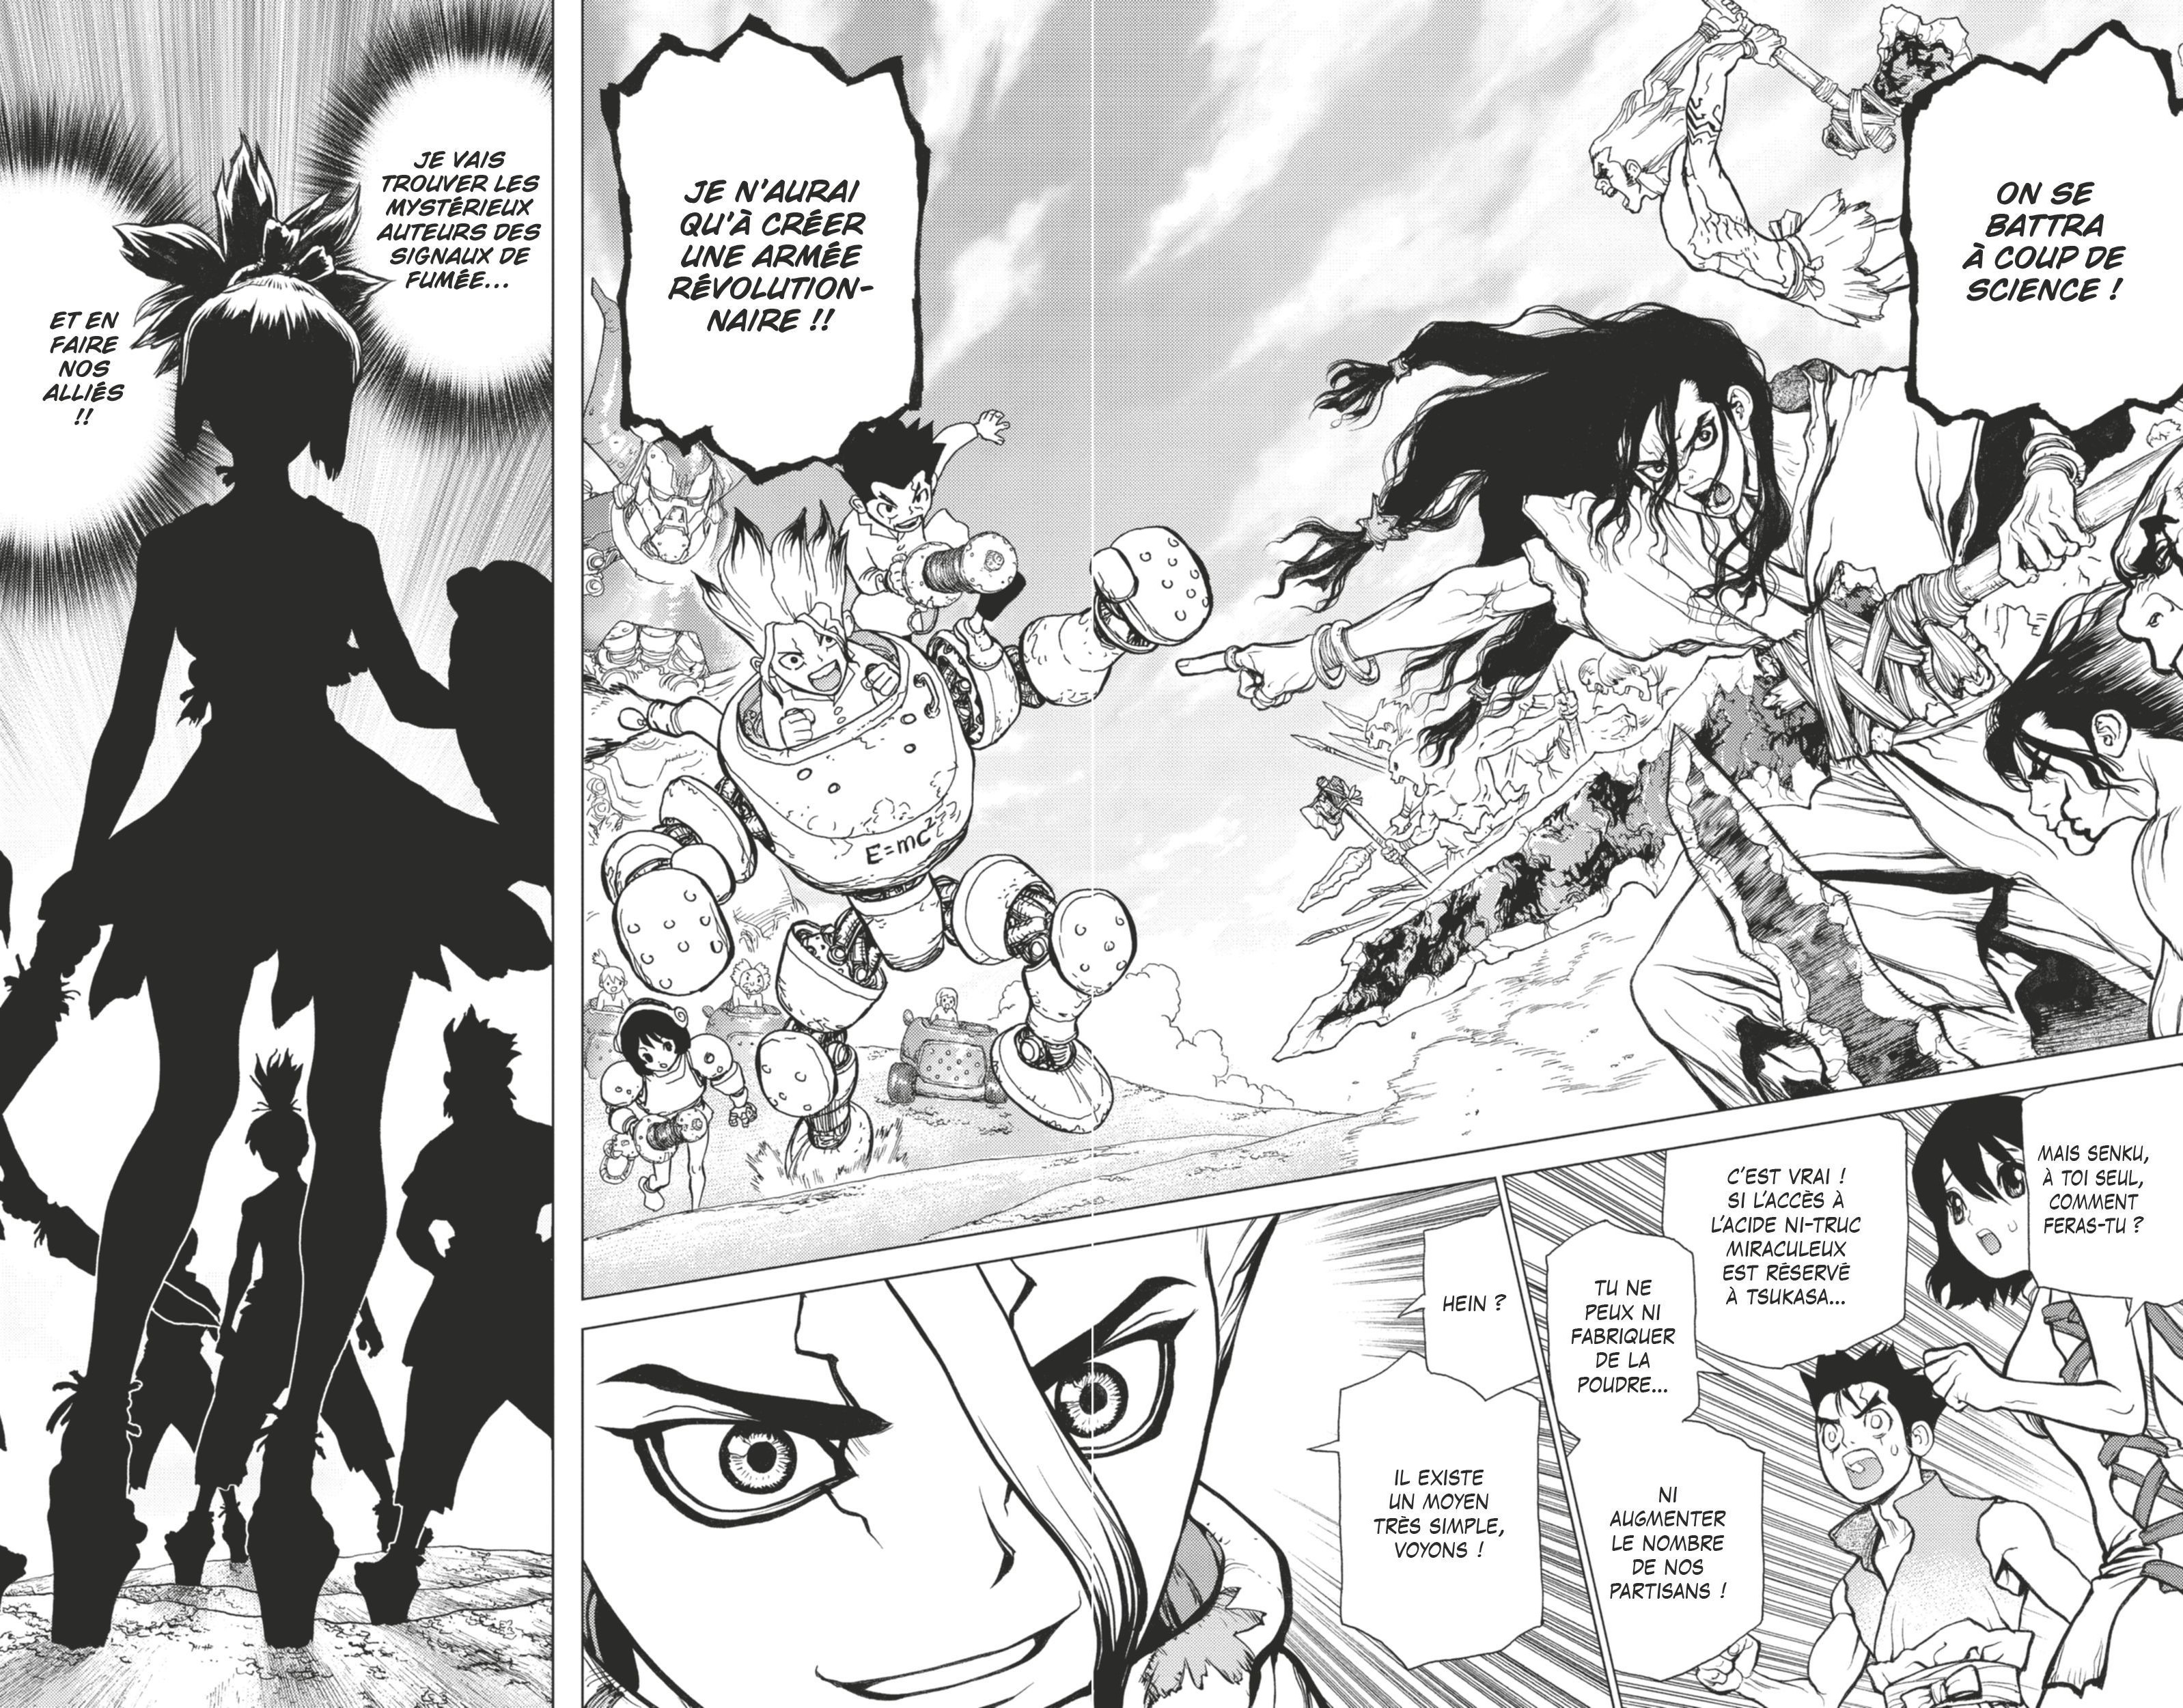 ON SE
BATTRA
À COUP DE
SCIENCE !
JE N'AURAI
QU'À CRÉER
UNE ARMÉE
RÉVOLUTION-
NAIRE !!
E=mc²
MAIS SENKU,
À TOI SEUL,
COMMENT
FERAS-TU ?
C'EST VRAI !
SI L'ACCÈS À
L'ACIDE NI-TRUC
MIRACULEUX
EST RÉSERVÉ
À TSUKASA...
TU NE
PEUX NI
FABRIQUER
DE LA
POUDRE...
NI
AUGMENTER
LE NOMBRE
DE NOS
PARTISANS !
HEIN ?
IL EXISTE
UN MOYEN
TRÈS SIMPLE,
VOYONS !
JE VAIS
TROUVER LES
MYSTÉRIEUX
AUTEURS DES
SIGNAUX DE
FUMÉE...
ET EN
FAIRE
NOS
ALLIÉS
!!